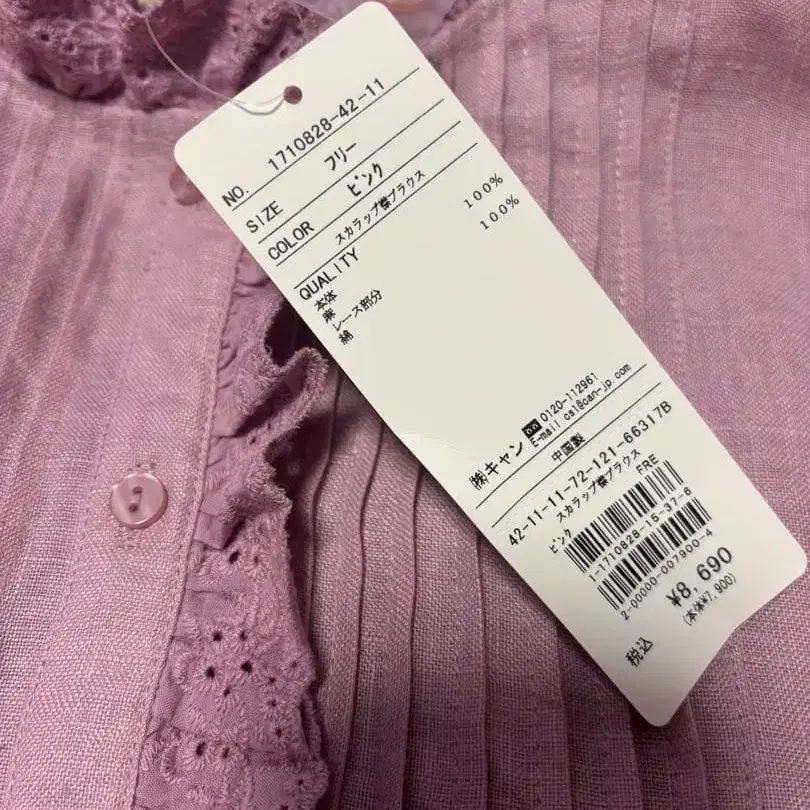 NO. 1710828-42-11
SIZE フリー
COLOR ピンク
スカラップ襟ブラウス
QUALITY
本体
麻 100%
レース部分
綿 100%
㈱キャン 0120-112961
E-mail cs1@can-jp.com
中国製
42-11-11-72-121-66317B
スカラップ襟ブラウス
ピンク FRE
1-1710828-15-37-8
2-00000-007900-4
¥8,690
税込 (本体¥7,900)